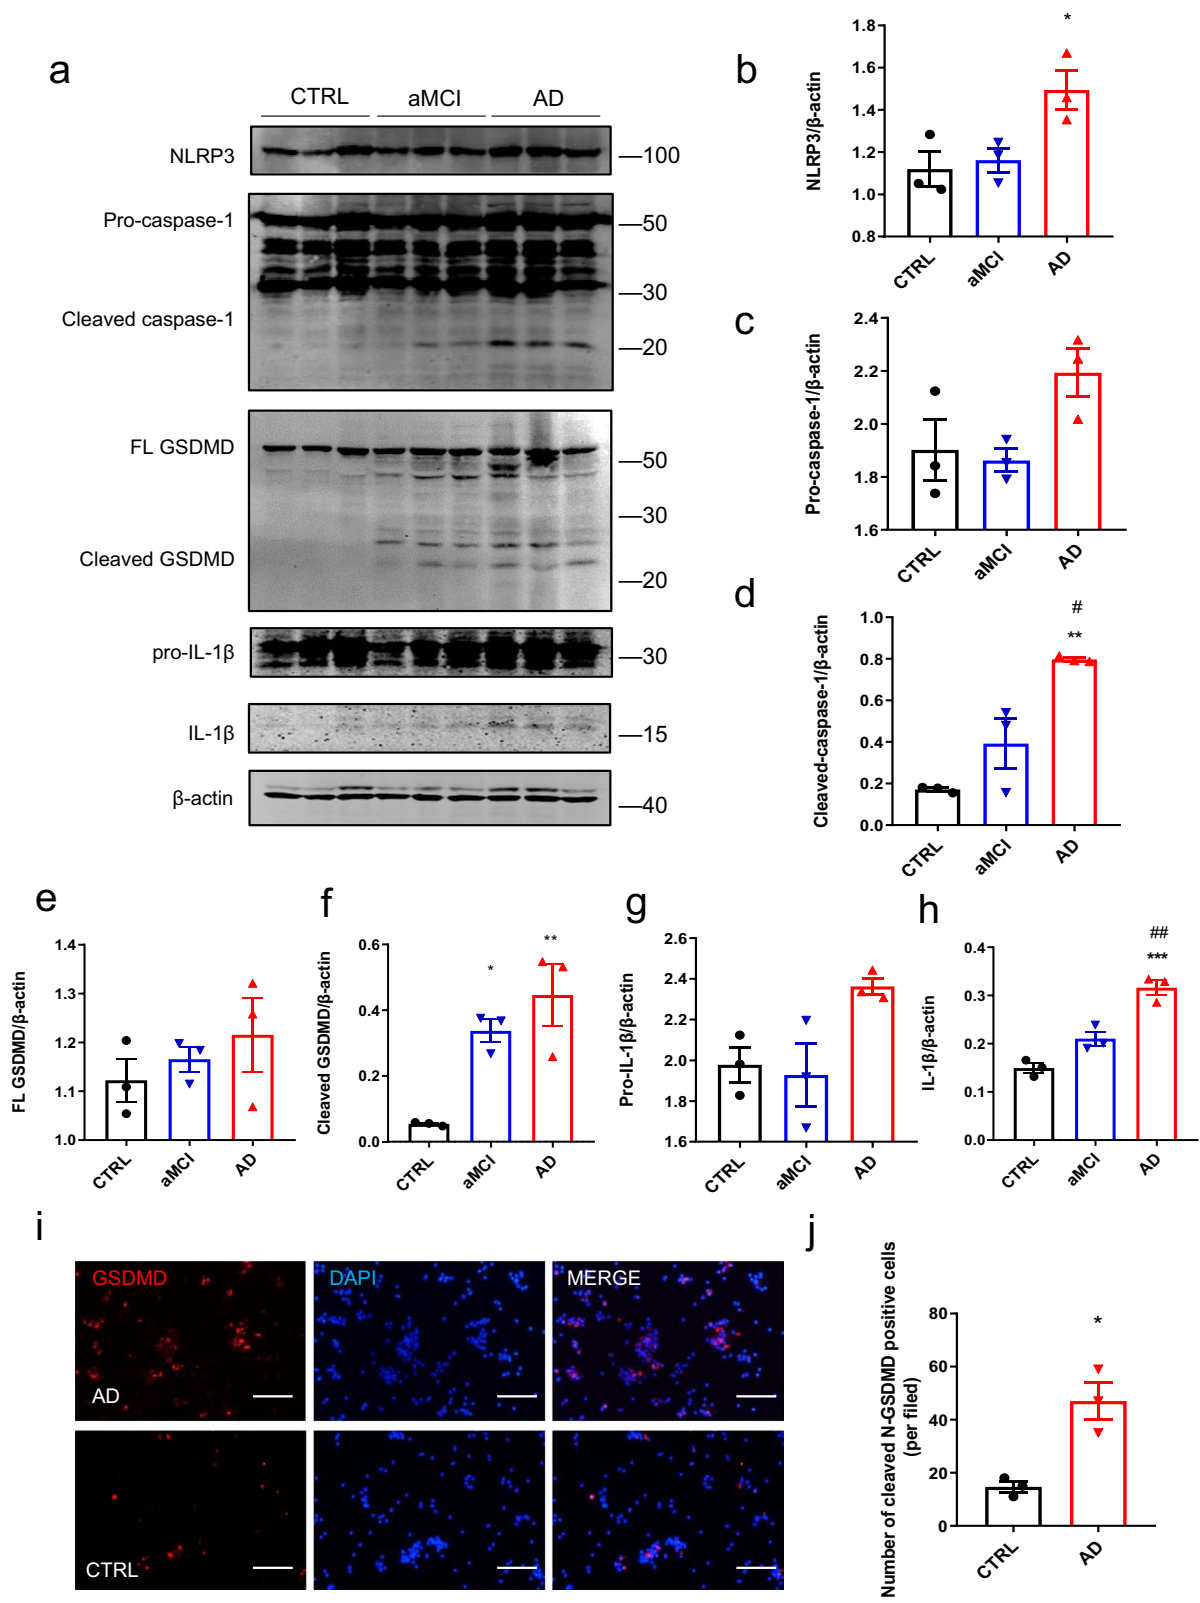 a
CTRL aMCI AD
NLRP3
—100
Pro-caspase-1
—50
—30
Cleaved caspase-1
—20
FL GSDMD
—50
—30
Cleaved GSDMD
—20
pro-IL-1β
—30
IL-1β
—15
β-actin
—40
b
NLRP3/β-actin
1.8
1.6
1.4
1.2
1.0
0.8
*
CTRL aMCI AD
c
Pro-caspase-1/β-actin
2.4
2.2
2.0
1.8
1.6
CTRL aMCI AD
d
Cleaved-caspase-1/β-actin
1.0
0.8
0.6
0.4
0.2
0.0
#
**
CTRL aMCI AD
e
FL GSDMD/β-actin
1.4
1.3
1.2
1.1
1.0
CTRL aMCI AD
f
Cleaved GSDMD/β-actin
0.6
0.4
0.2
0.0
*
**
CTRL aMCI AD
g
Pro-IL-1β/β-actin
2.6
2.4
2.2
2.0
1.8
1.6
CTRL aMCI AD
h
IL-1β/β-actin
0.4
0.3
0.2
0.1
0.0
##
***
CTRL aMCI AD
i
GSDMD DAPI MERGE
AD
CTRL
j
Number of cleaved N-GSDMD positive cells
(per filed)
80
60
40
20
0
*
CTRL AD